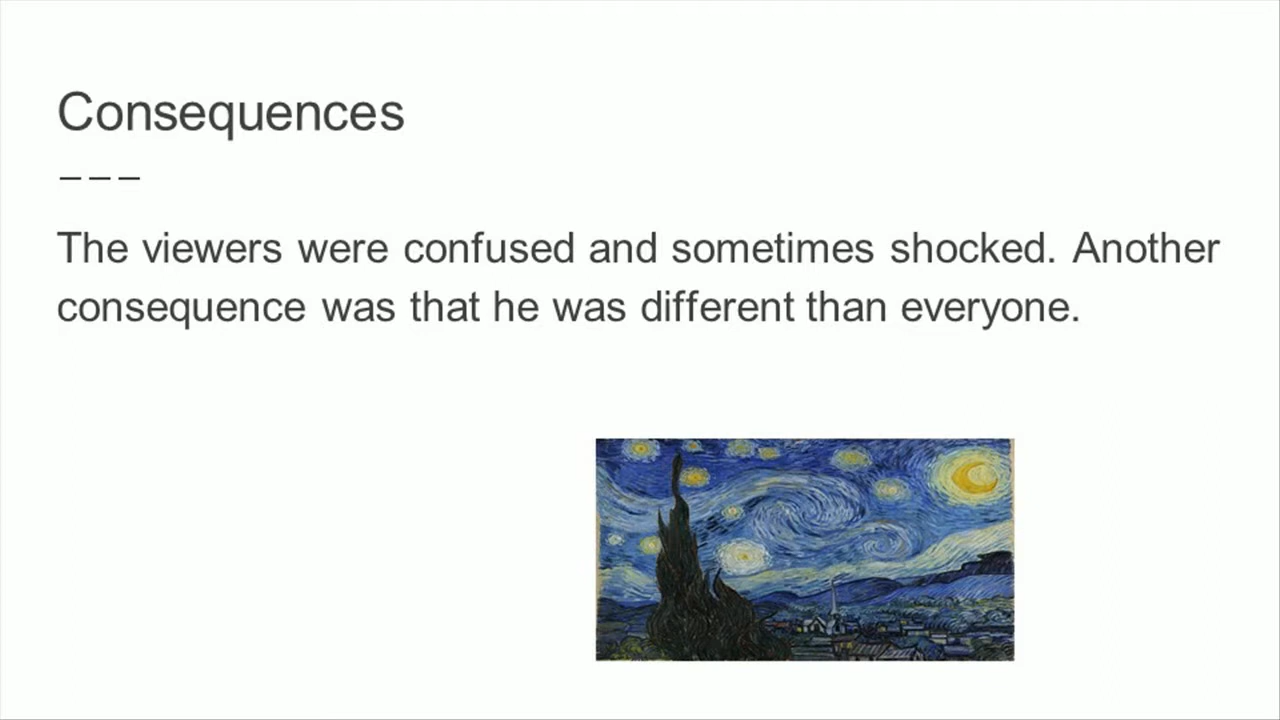 Consequences
The viewers were confused and sometimes shocked. Another
consequence was that he was different than everyone.